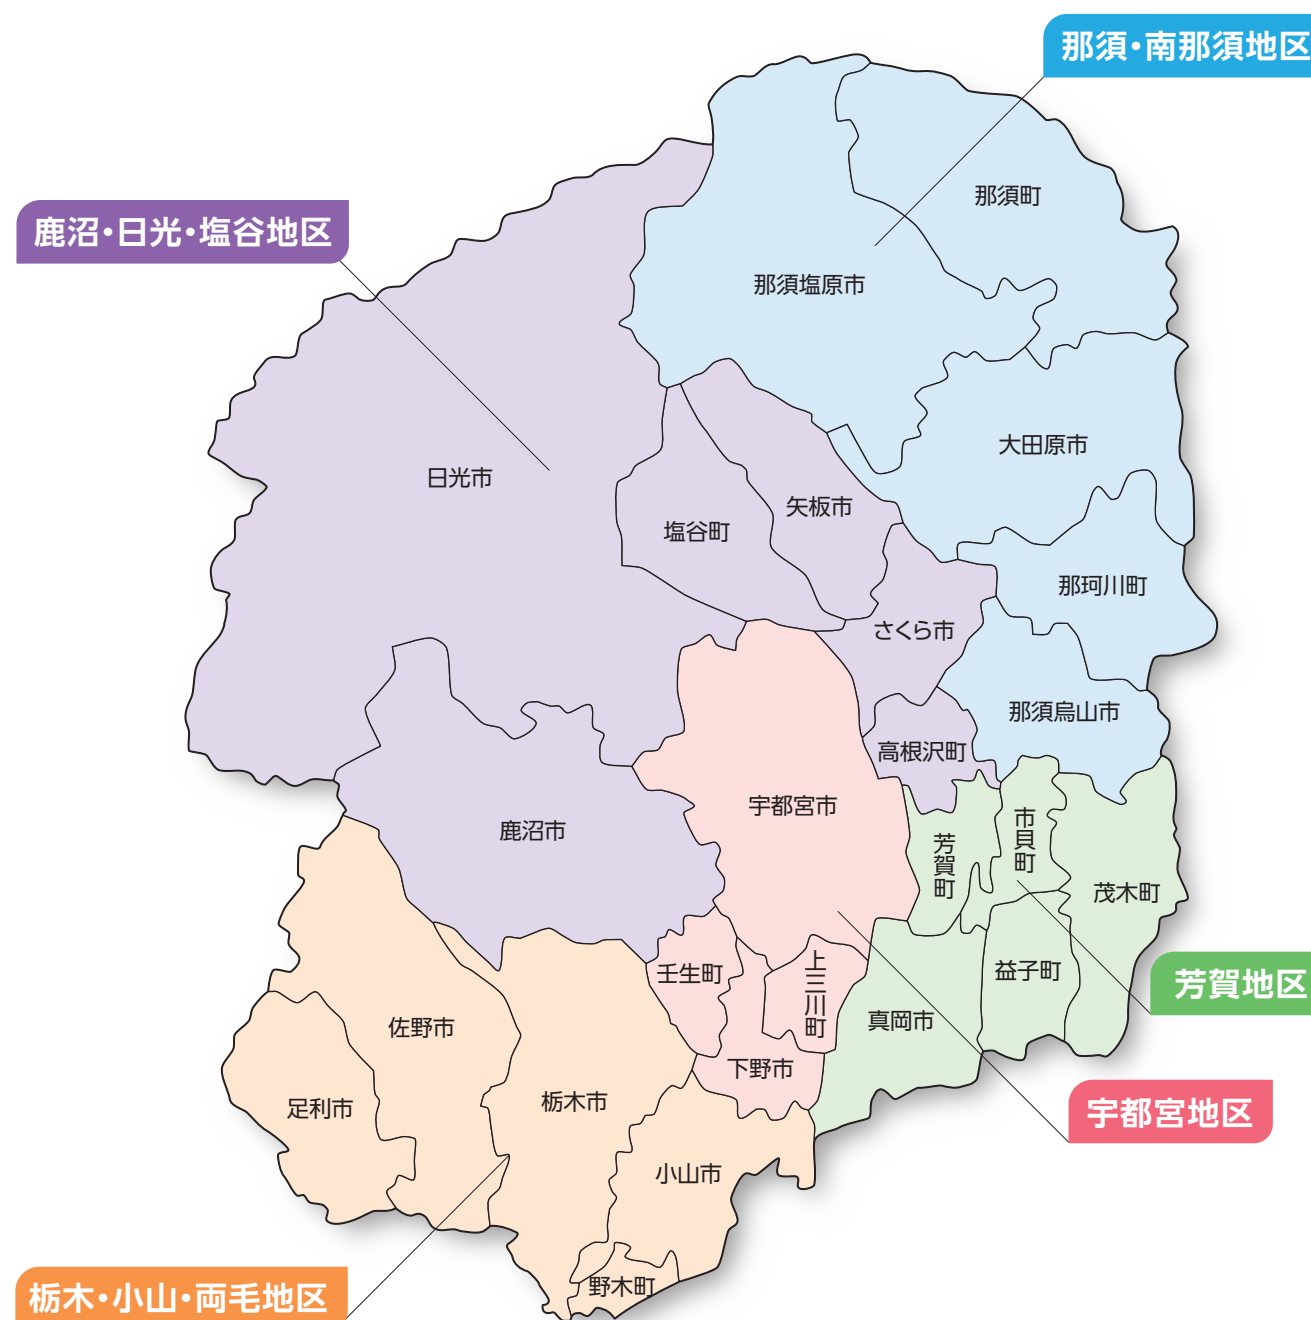 那須・南那須地区
那須町
鹿沼・日光・塩谷地区
那須塩原市
大田原市
日光市
矢板市
塩谷町
那珂川町
さくら市
那須烏山市
高根沢町
宇都宮市
市貝町
鹿沼市
芳賀町
茂木町
壬生町
上三川町
益子町
芳賀地区
佐野市
真岡市
下野市
足利市
栃木市
宇都宮地区
小山市
野木町
栃木・小山・両毛地区